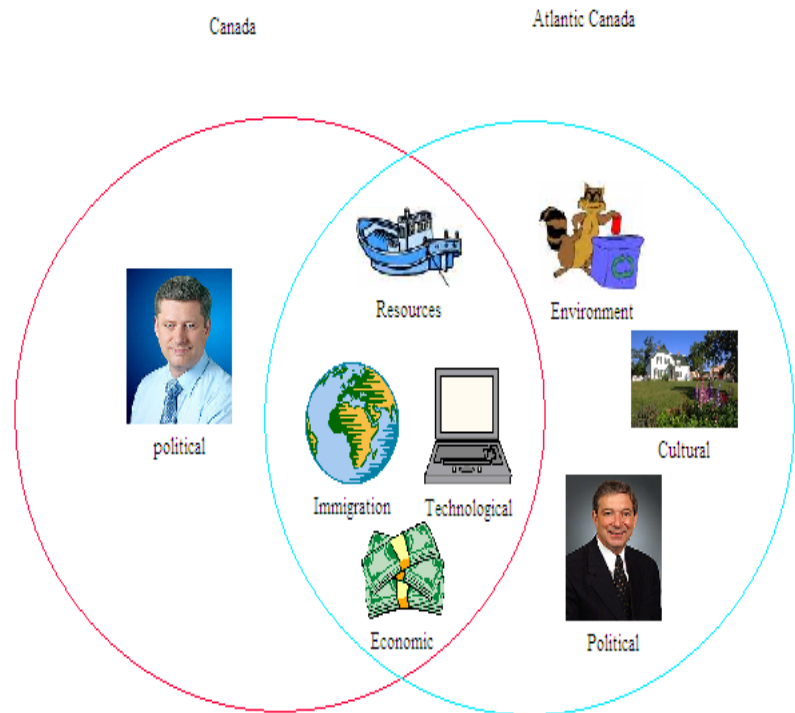 Canada
Atlantic Canada
Resources
Environment
political
Cultural
Immigration
Technological
Economic
Political